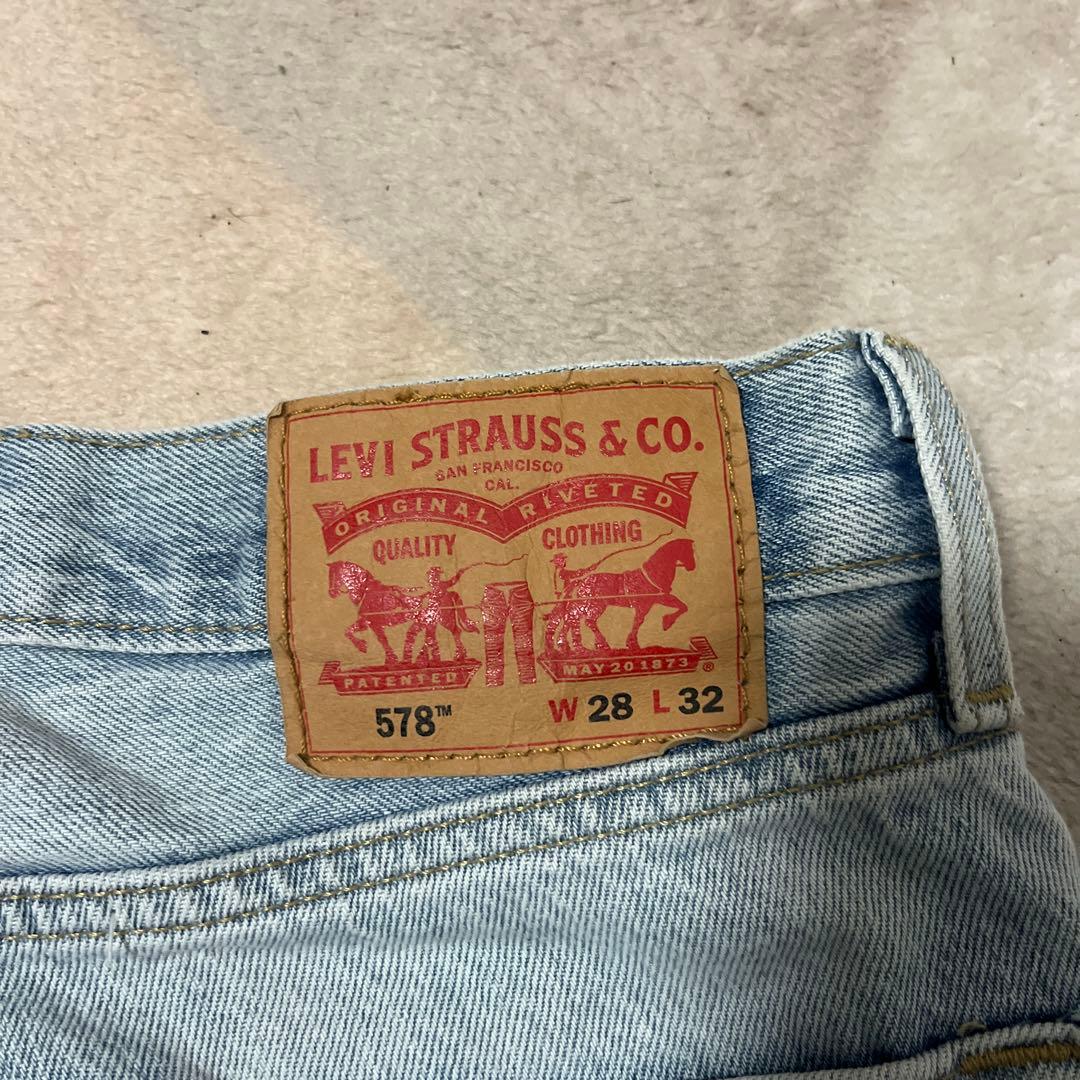 LEVI STRAUSS & CO.
SAN FRANCISCO
CAL.
ORIGINAL RIVETED
QUALITY CLOTHING
PATENTED MAY 20 1873 ®
578™ W 28 L 32